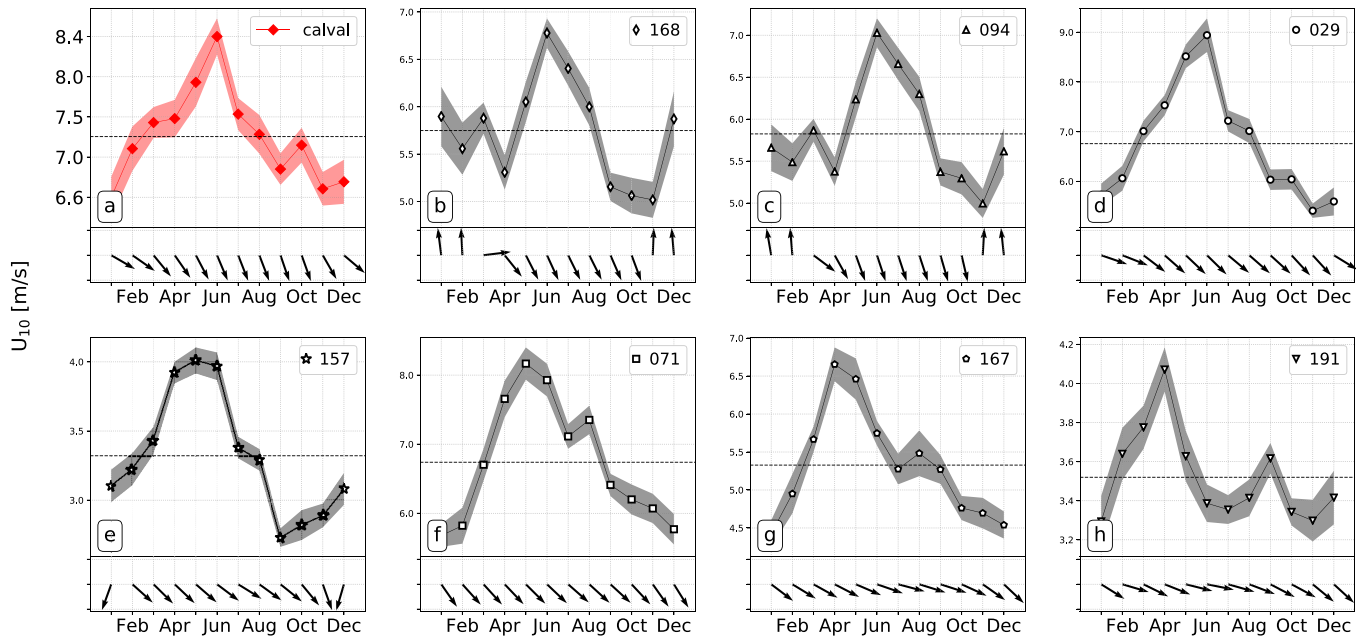 calval
8.4
8.0
7.5
7.0
6.6
a
Feb Apr Jun Aug Oct Dec
168
7.0
6.5
6.0
5.5
5.0
b
Feb Apr Jun Aug Oct Dec
094
7.0
6.5
6.0
5.5
5.0
c
Feb Apr Jun Aug Oct Dec
029
9.0
8.0
7.0
6.0
d
Feb Apr Jun Aug Oct Dec
U10 [m/s]
157
4.0
3.5
3.0
e
Feb Apr Jun Aug Oct Dec
071
8.0
7.0
6.0
f
Feb Apr Jun Aug Oct Dec
167
7.0
6.5
6.0
5.5
5.0
4.5
g
Feb Apr Jun Aug Oct Dec
191
4.2
4.0
3.8
3.6
3.4
3.2
h
Feb Apr Jun Aug Oct Dec